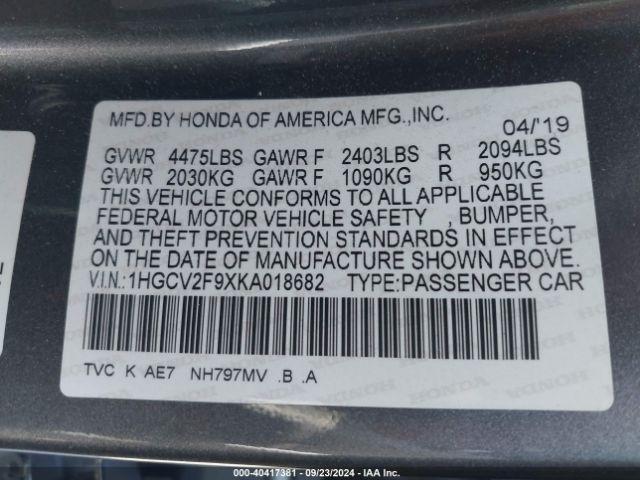 MFD.BY HONDA OF AMERICA MFG.,INC.
04/'19
GVWR 4475LBS GAWR F 2403LBS R 2094LBS
GVWR 2030KG GAWR F 1090KG R 950KG
THIS VEHICLE CONFORMS TO ALL APPLICABLE
FEDERAL MOTOR VEHICLE SAFETY , BUMPER,
AND THEFT PREVENTION STANDARDS IN EFFECT
ON THE DATE OF MANUFACTURE SHOWN ABOVE.
V.I.N.:1HGCV2F9XKA018682 TYPE:PASSENGER CAR
TVC K AE7 NH797MV .B .A
000-40417381 - 09/23/2024 - IAA Inc.